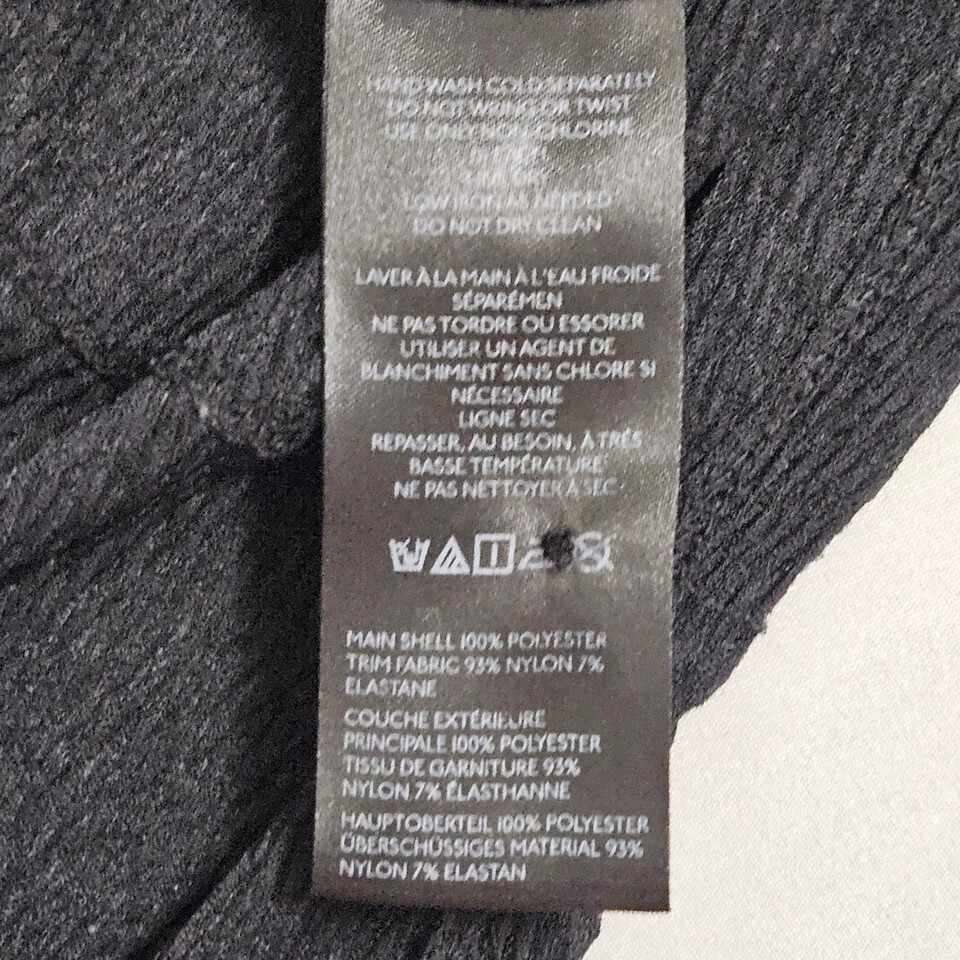 HAND WASH COLD SEPARATELY
DO NOT WRING OR TWIST
USE ONLY NON-CHLORINE
LOW IRON AS NEEDED
DO NOT DRY CLEAN
LAVER À LA MAIN À L'EAU FROIDE
SÉPARÉMEN
NE PAS TORDRE OU ESSORER
UTILISER UN AGENT DE
BLANCHIMENT SANS CHLORE SI
NÉCESSAIRE
LIGNE SEC
REPASSER, AU BESOIN, À TRÉS
BASSE TEMPÉRATURE
NE PAS NETTOYER À SEC
MAIN SHELL 100% POLYESTER
TRIM FABRIC 93% NYLON 7%
ELASTANE
COUCHE EXTÉRIEURE
PRINCIPALE 100% POLYESTER
TISSU DE GARNITURE 93%
NYLON 7% ÉLASTHANNE
HAUPTOBERTEIL 100% POLYESTER
ÜBERSCHÜSSIGES MATERIAL 93%
NYLON 7% ELASTAN